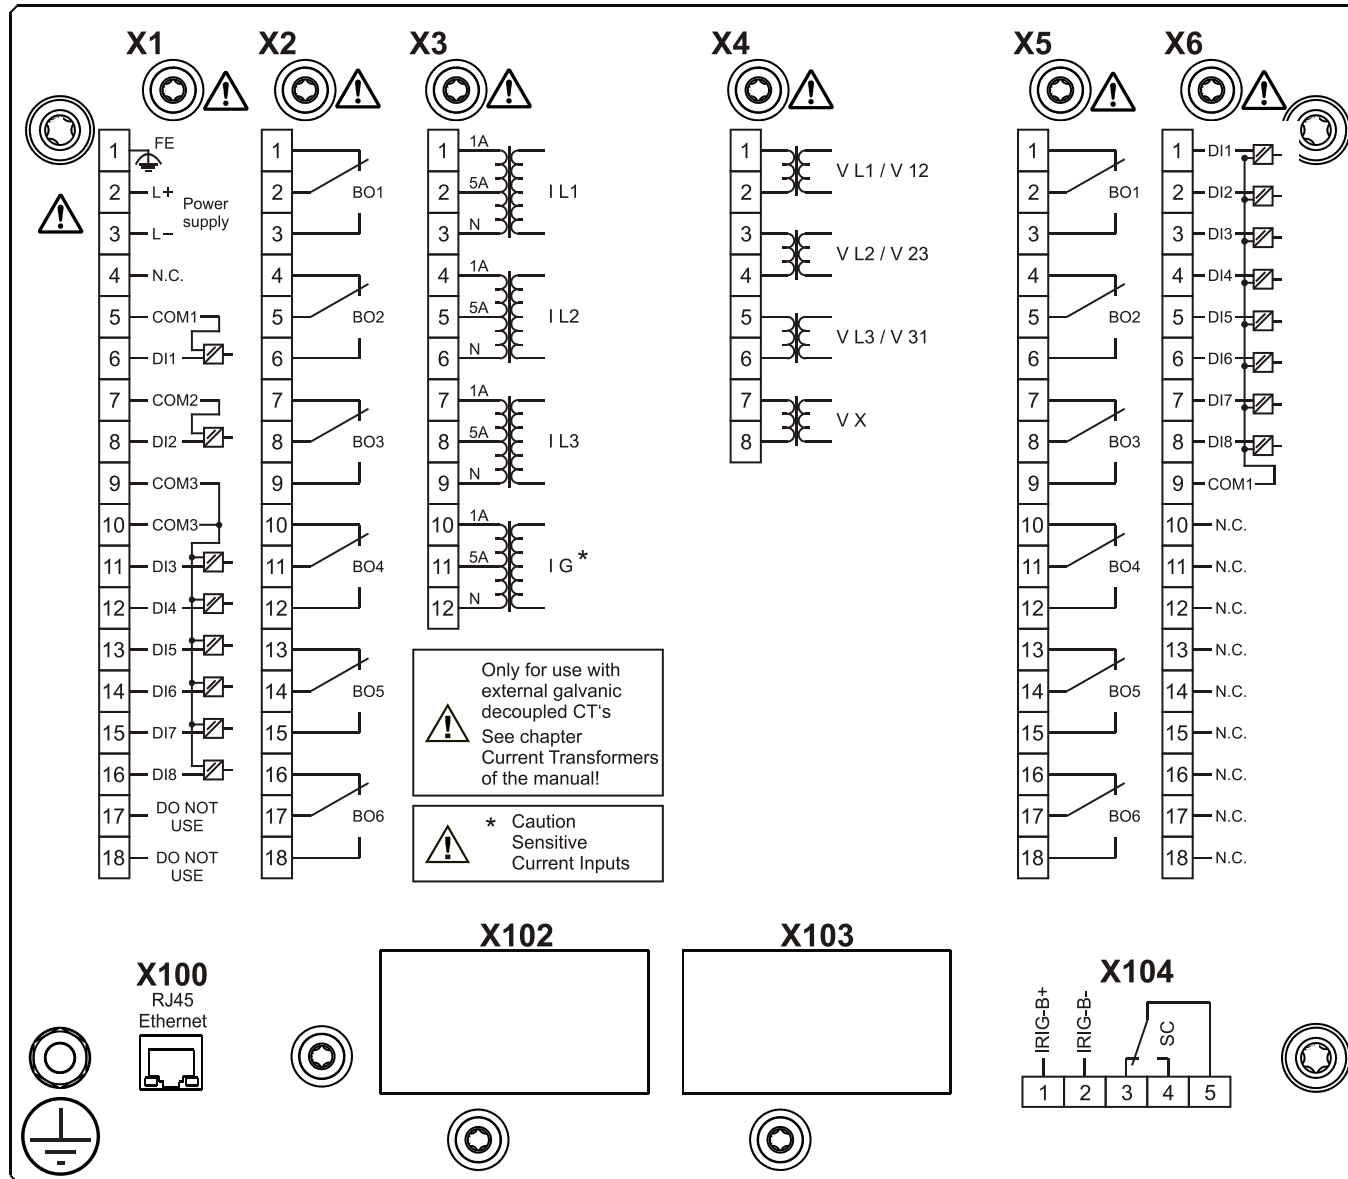 X1
1 FE
2 L+
Power
supply
3 L−
4 N.C.
5 COM1
6 DI1
7 COM2
8 DI2
9 COM3
10 COM3
11 DI3
12 DI4
13 DI5
14 DI6
15 DI7
16 DI8
17 DO NOT
USE
18 DO NOT
USE
X2
1
2 BO1
3
4
5 BO2
6
7
8 BO3
9
10
11 BO4
12
13
14 BO5
15
16
17 BO6
18
X3
1 1A
2 5A I L1
3 N
4 1A
5 5A I L2
6 N
7 1A
8 5A I L3
9 N
10 1A
11 5A I G *
12 N
Only for use with
external galvanic
decoupled CT‘s
See chapter
Current Transformers
of the manual!
* Caution
Sensitive
Current Inputs
X4
1
V L1 / V 12
2
3
V L2 / V 23
4
5
V L3 / V 31
6
7
V X
8
X5
1
2 BO1
3
4
5 BO2
6
7
8 BO3
9
10
11 BO4
12
13
14 BO5
15
16
17 BO6
18
X6
1 DI1
2 DI2
3 DI3
4 DI4
5 DI5
6 DI6
7 DI7
8 DI8
9 COM1
10 N.C.
11 N.C.
12 N.C.
13 N.C.
14 N.C.
15 N.C.
16 N.C.
17 N.C.
18 N.C.
X100
RJ45
Ethernet
X102
X103
X104
IRIG-B+
IRIG-B-
SC
1 2 3 4 5